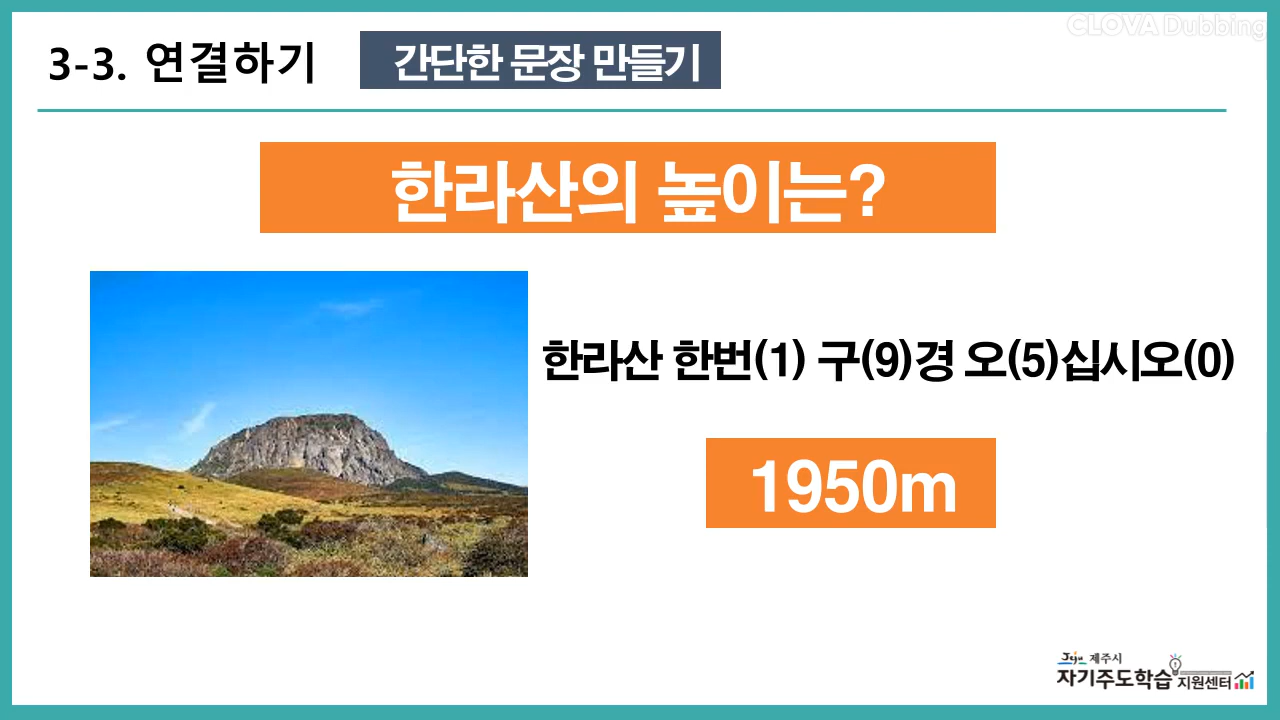 CLOVA Dubbing
3-3. 연결하기
간단한 문장 만들기
한라산의 높이는?
한라산 한번(1) 구(9)경 오(5)십시오(0)
1950m
Jeju 제주시
자기주도학습 지원센터